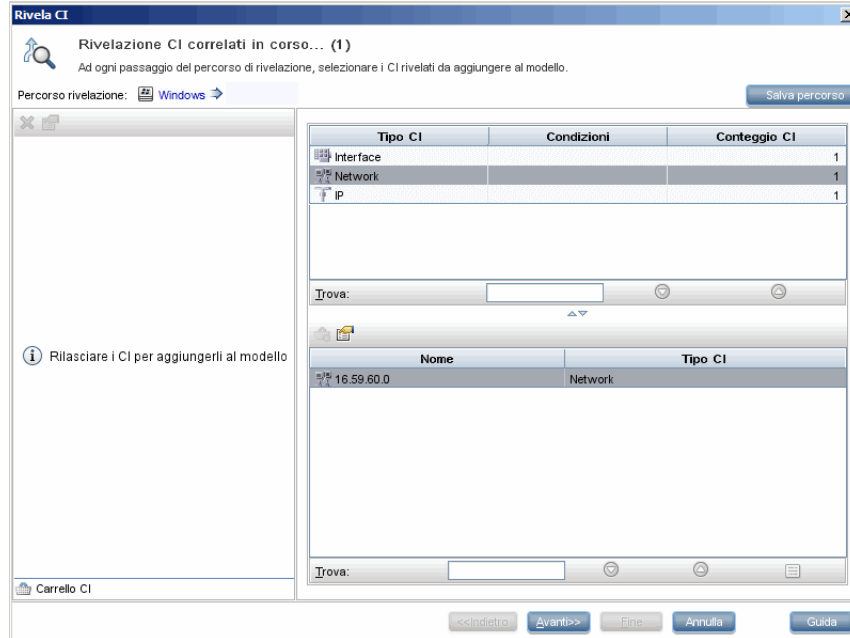 Rivela CI
Rivelazione CI correlati in corso... (1)
Ad ogni passaggio del percorso di rivelazione, selezionare i CI rivelati da aggiungere al modello.
Percorso rivelazione: Windows
Salva percorso
Tipo CI Condizioni Conteggio CI
Interface 1
Network 1
IP 1
Trova:
Rilasciare i CI per aggiungerli al modello
Nome Tipo CI
16.59.60.0 Network
Trova:
Carrello CI
<<Indietro Avanti>> Fine Annulla Guida